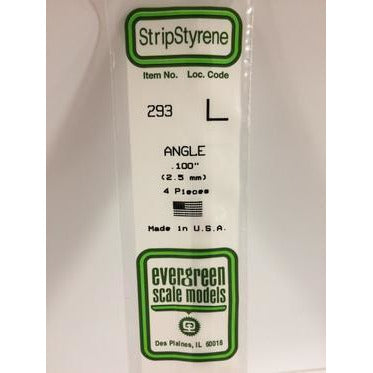 StripStyrene
Item No. Loc. Code
293 L
ANGLE
.100"
(2.5 mm)
4 Pieces
Made in U.S.A.
evergreen
scale models
Des Plaines, IL 60018